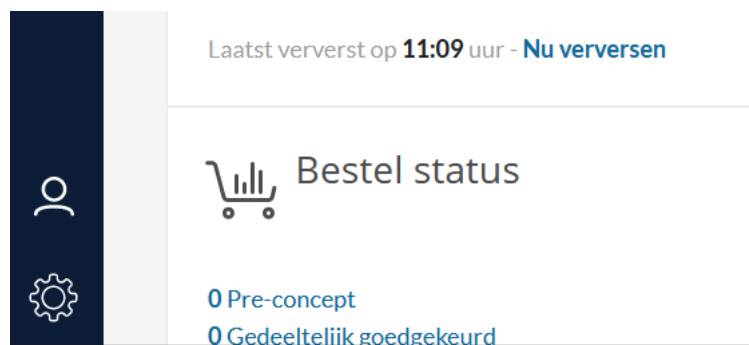 Laatst ververst op 11:09 uur - Nu verversen
Bestel status
0 Pre-concept
0 Gedeeltelijk goedgekeurd